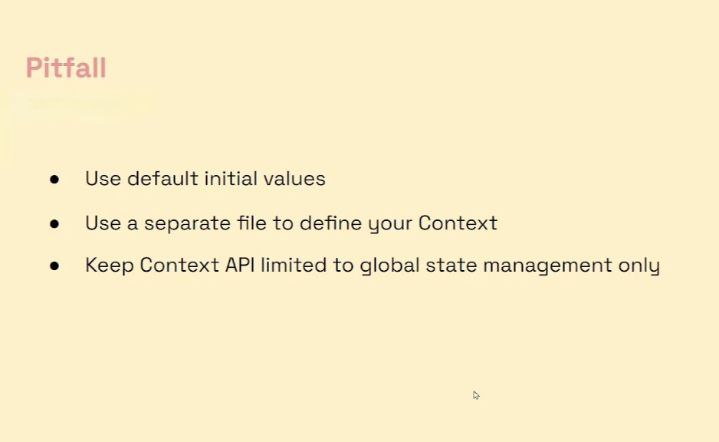 Pitfall
● Use default initial values
● Use a separate file to define your Context
● Keep Context API limited to global state management only